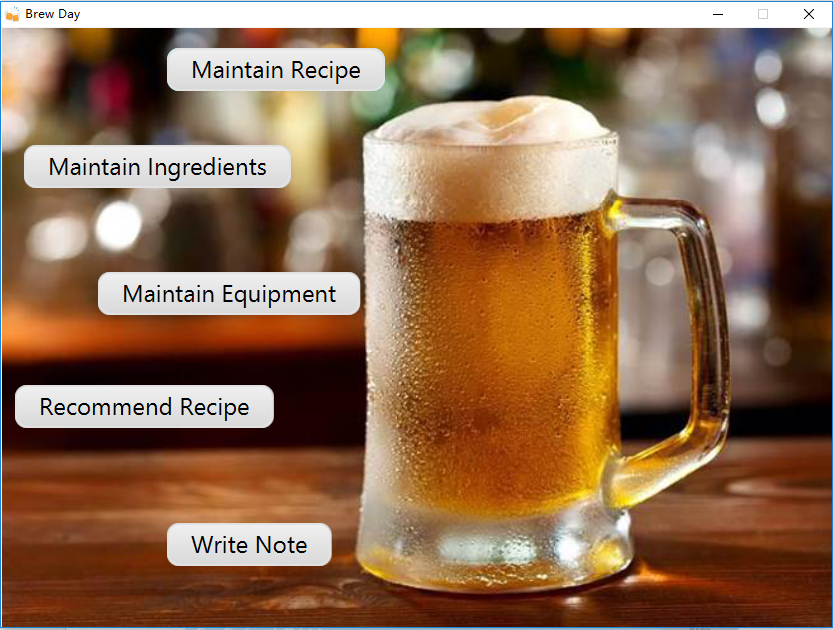 Brew Day
Maintain Recipe
Maintain Ingredients
Maintain Equipment
Recommend Recipe
Write Note